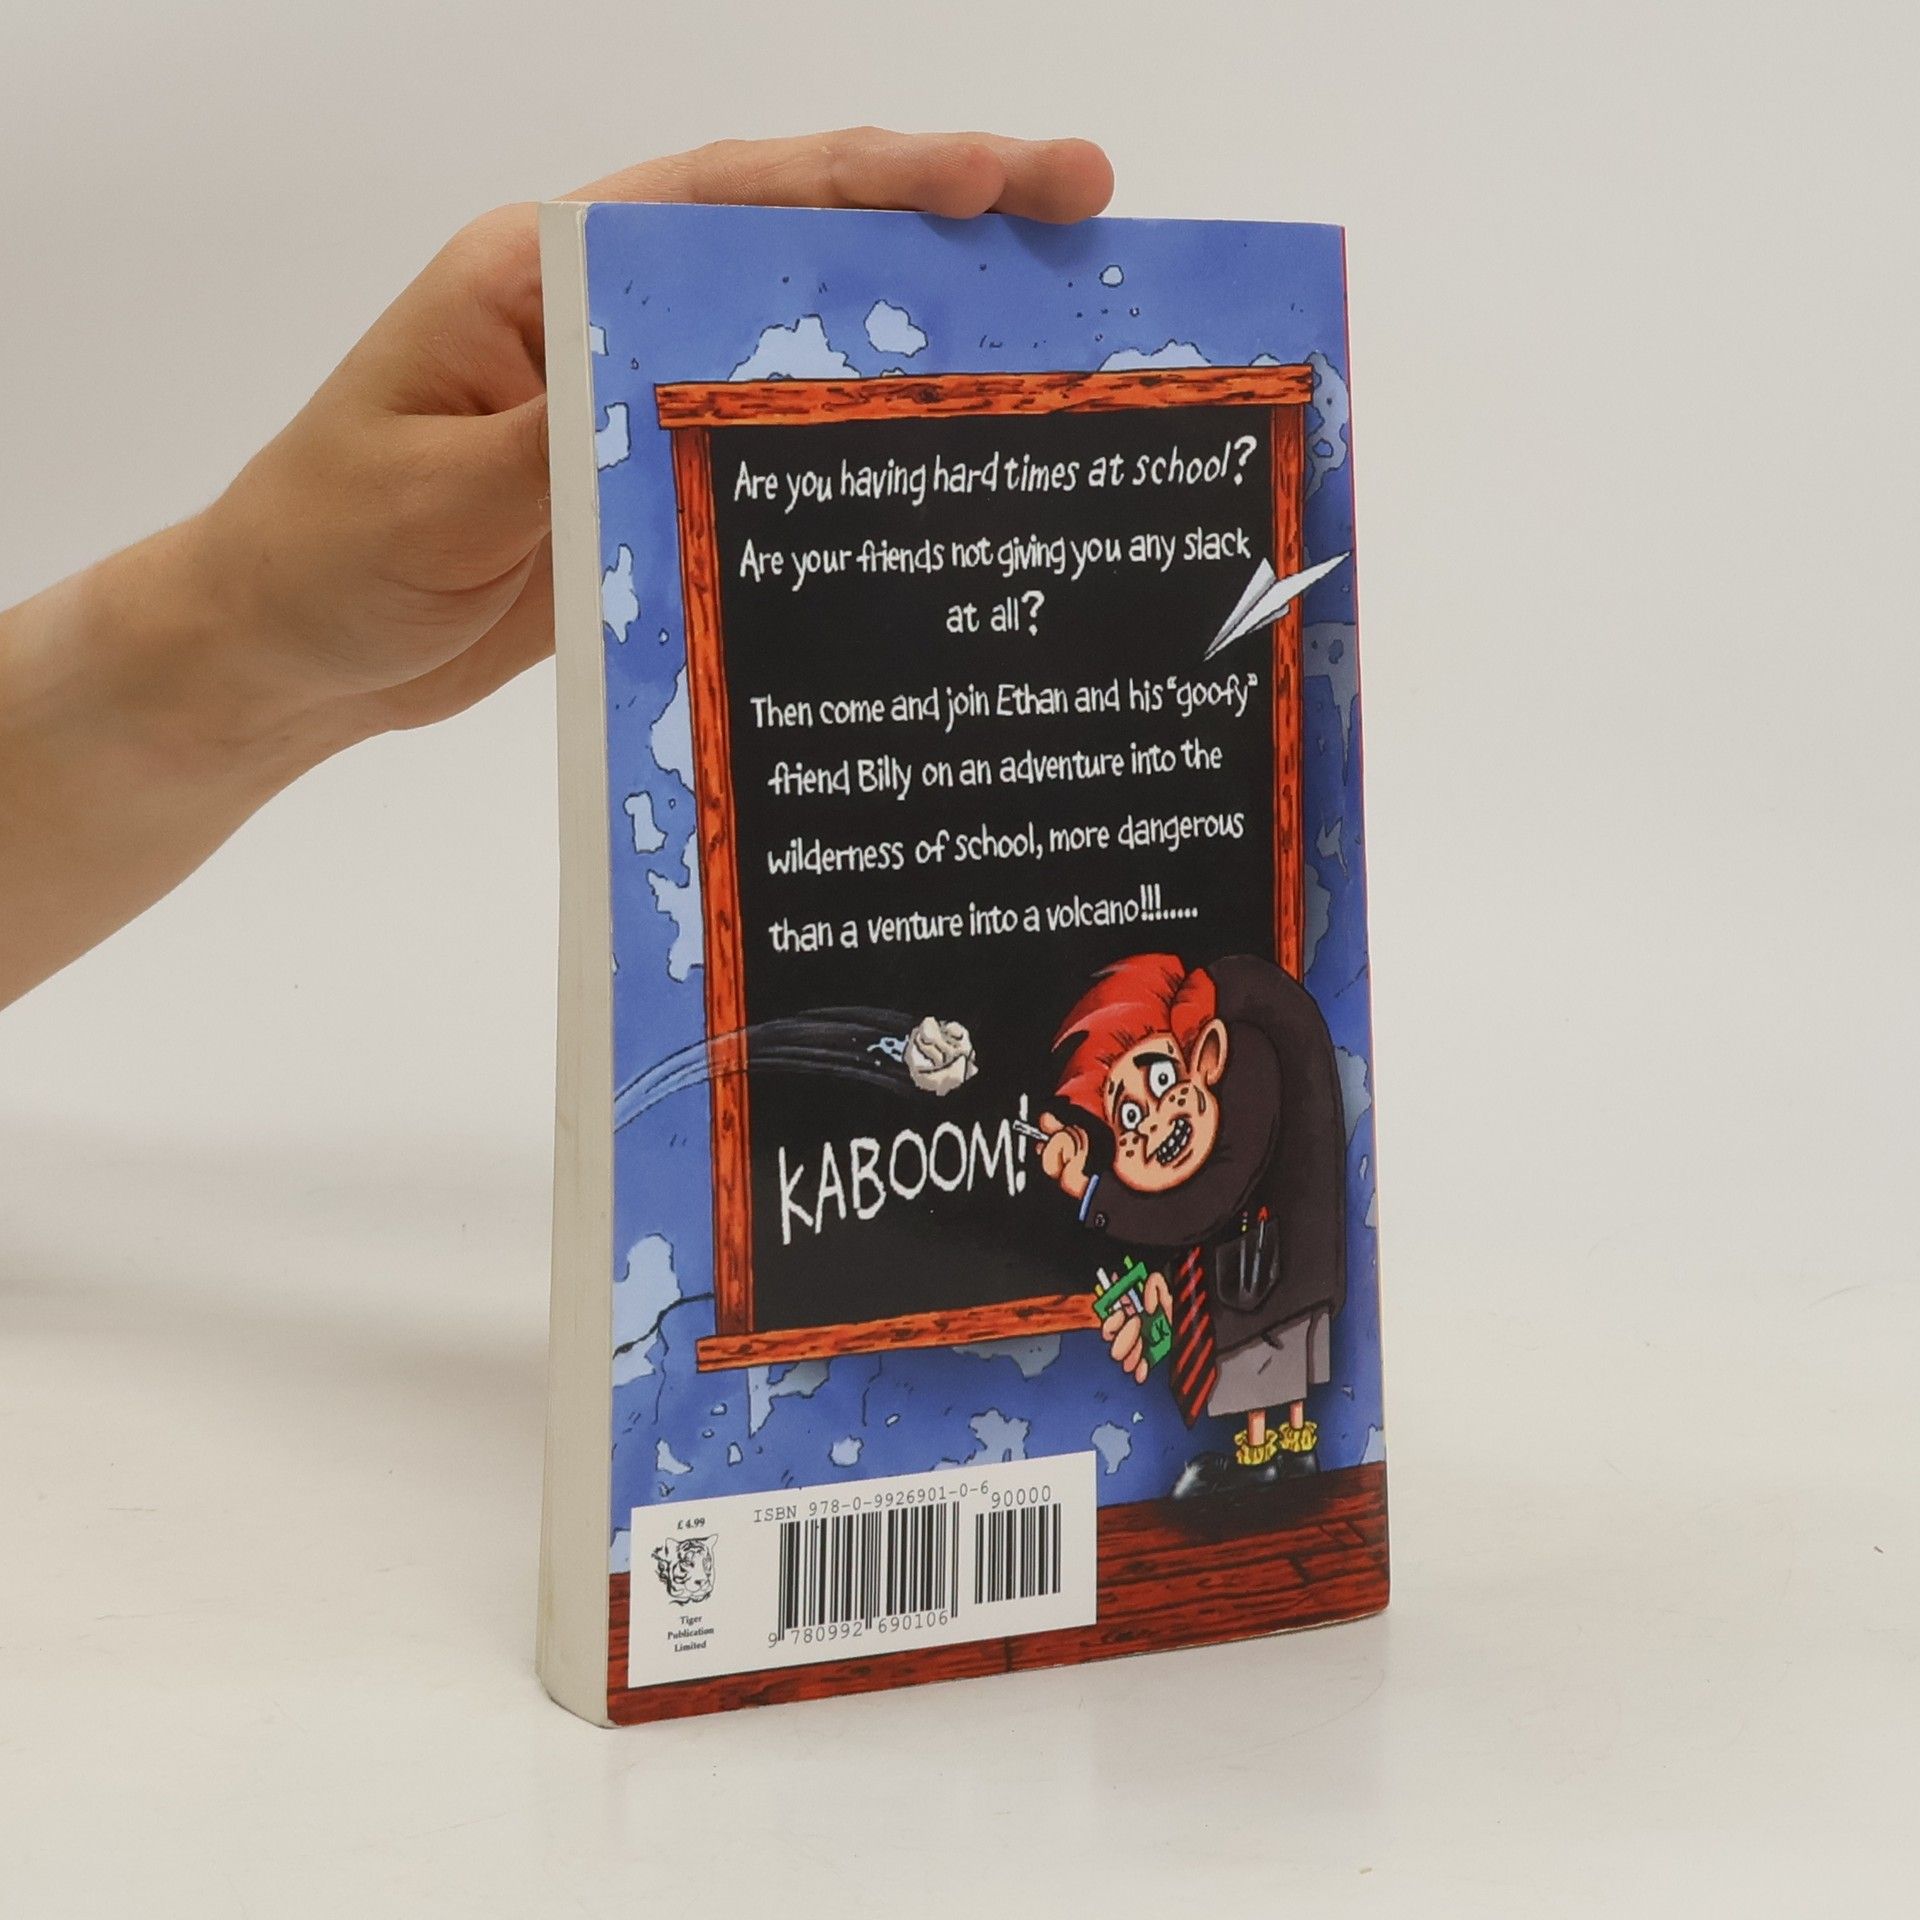 Are you having hard times at school?
Are your friends not giving you any slack
at all?
Then come and join Ethan and his "goofy"
friend Billy on an adventure into the
wilderness of school, more dangerous
than a venture into a volcano!!!.....
KABOOM!
CK
£4.99
Tiger
Publication
Limited
ISBN 978-0-9926901-0-6
90000
9 780992 690106